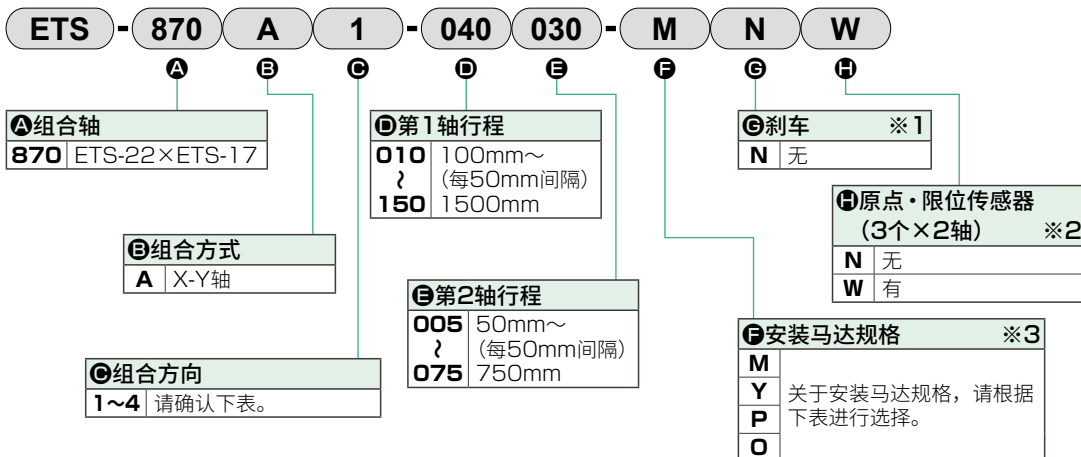 ETS-870A1-040030-MNW
Ⓐ Ⓑ Ⓒ Ⓓ Ⓔ Ⓕ Ⓖ Ⓗ
Ⓐ组合轴
870 ETS-22×ETS-17
Ⓑ组合方式
A X-Y轴
Ⓒ组合方向
1~4 请确认下表。
Ⓓ第1轴行程
010 100mm~
~ (每50mm间隔)
150 1500mm
Ⓔ第2轴行程
005 50mm~
~ (每50mm间隔)
075 750mm
Ⓕ安装马达规格 ※3
M
Y
P
O
关于安装马达规格，请根据
下表进行选择。
Ⓖ刹车 ※1
N 无
Ⓗ原点・限位传感器
(3个×2轴) ※2
N 无
W 有